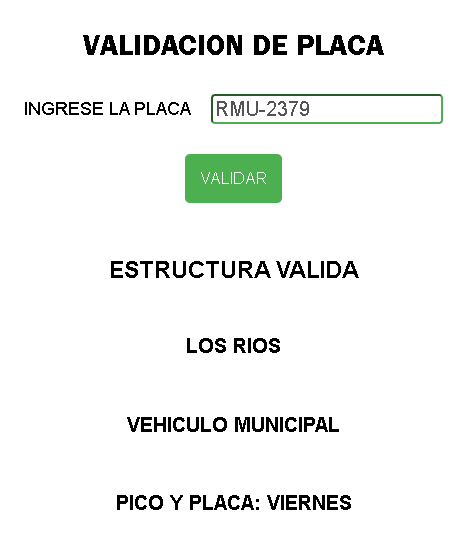 VALIDACION DE PLACA
INGRESE LA PLACA RMU-2379
VALIDAR
ESTRUCTURA VALIDA
LOS RIOS
VEHICULO MUNICIPAL
PICO Y PLACA: VIERNES